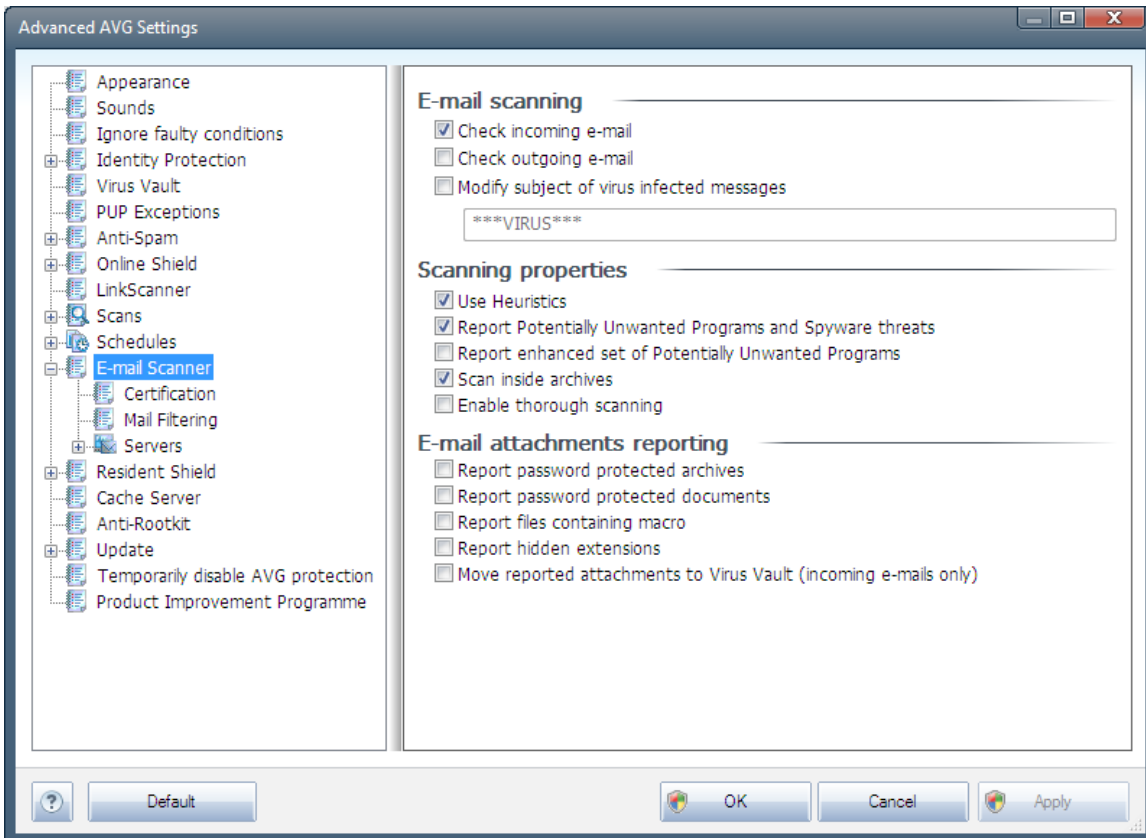 Advanced AVG Settings
Appearance
Sounds
Ignore faulty conditions
Identity Protection
Virus Vault
PUP Exceptions
Anti-Spam
Online Shield
LinkScanner
Scans
Schedules
E-mail Scanner
Certification
Mail Filtering
Servers
Resident Shield
Cache Server
Anti-Rootkit
Update
Temporarily disable AVG protection
Product Improvement Programme
E-mail scanning
Check incoming e-mail
Check outgoing e-mail
Modify subject of virus infected messages
***VIRUS***
Scanning properties
Use Heuristics
Report Potentially Unwanted Programs and Spyware threats
Report enhanced set of Potentially Unwanted Programs
Scan inside archives
Enable thorough scanning
E-mail attachments reporting
Report password protected archives
Report password protected documents
Report files containing macro
Report hidden extensions
Move reported attachments to Virus Vault (incoming e-mails only)
? Default OK Cancel Apply